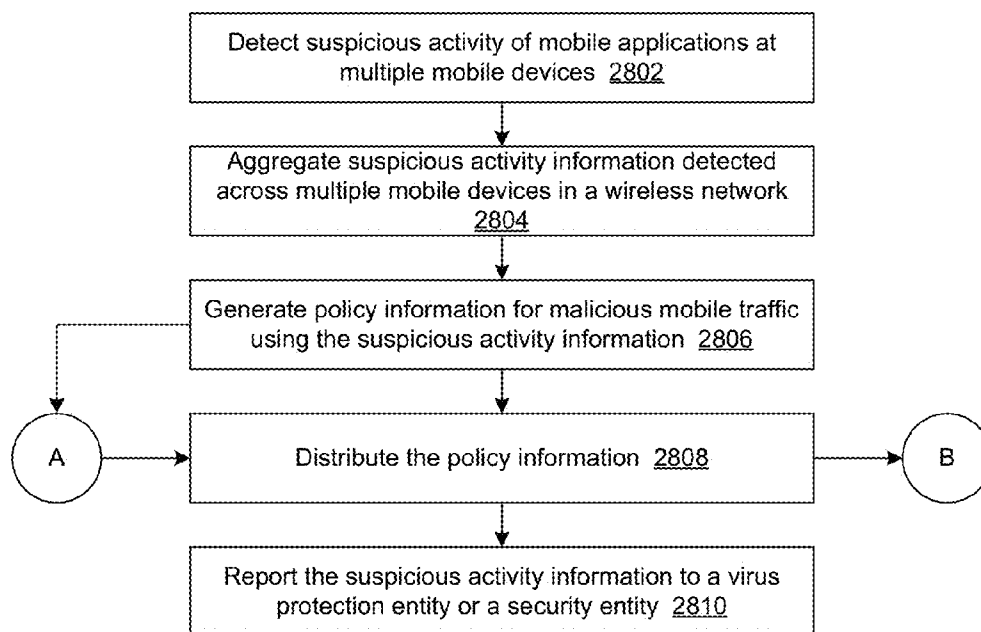 Detect suspicious activity of mobile applications at
multiple mobile devices 2802
Aggregate suspicious activity information detected
across multiple mobile devices in a wireless network
2804
Generate policy information for malicious mobile traffic
using the suspicious activity information 2806
A
Distribute the policy information 2808
B
Report the suspicious activity information to a virus
protection entity or a security entity 2810